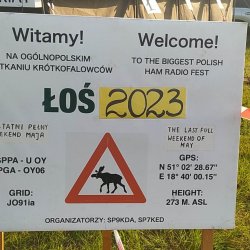 Witamy!
NA OGÓLNOPOLSKIM
TKANIU KRÓTKOFALOWCÓW
Welcome!
TO THE BIGGEST POLISH
HAM RADIO FEST
ŁOŚ 2023
TATNI PEŁNY
WEEKEND MAJA
THE LAST FULL
WEEKEND OF
MAY
PPA - U OY
PGA - OY06
GRID:
JO91ia
GPS:
N 51° 02' 28.67"
E 18° 40' 00.15"
HEIGHT:
273 M. ASL
ORGANIZATORZY: SP9KDA, SP7KED